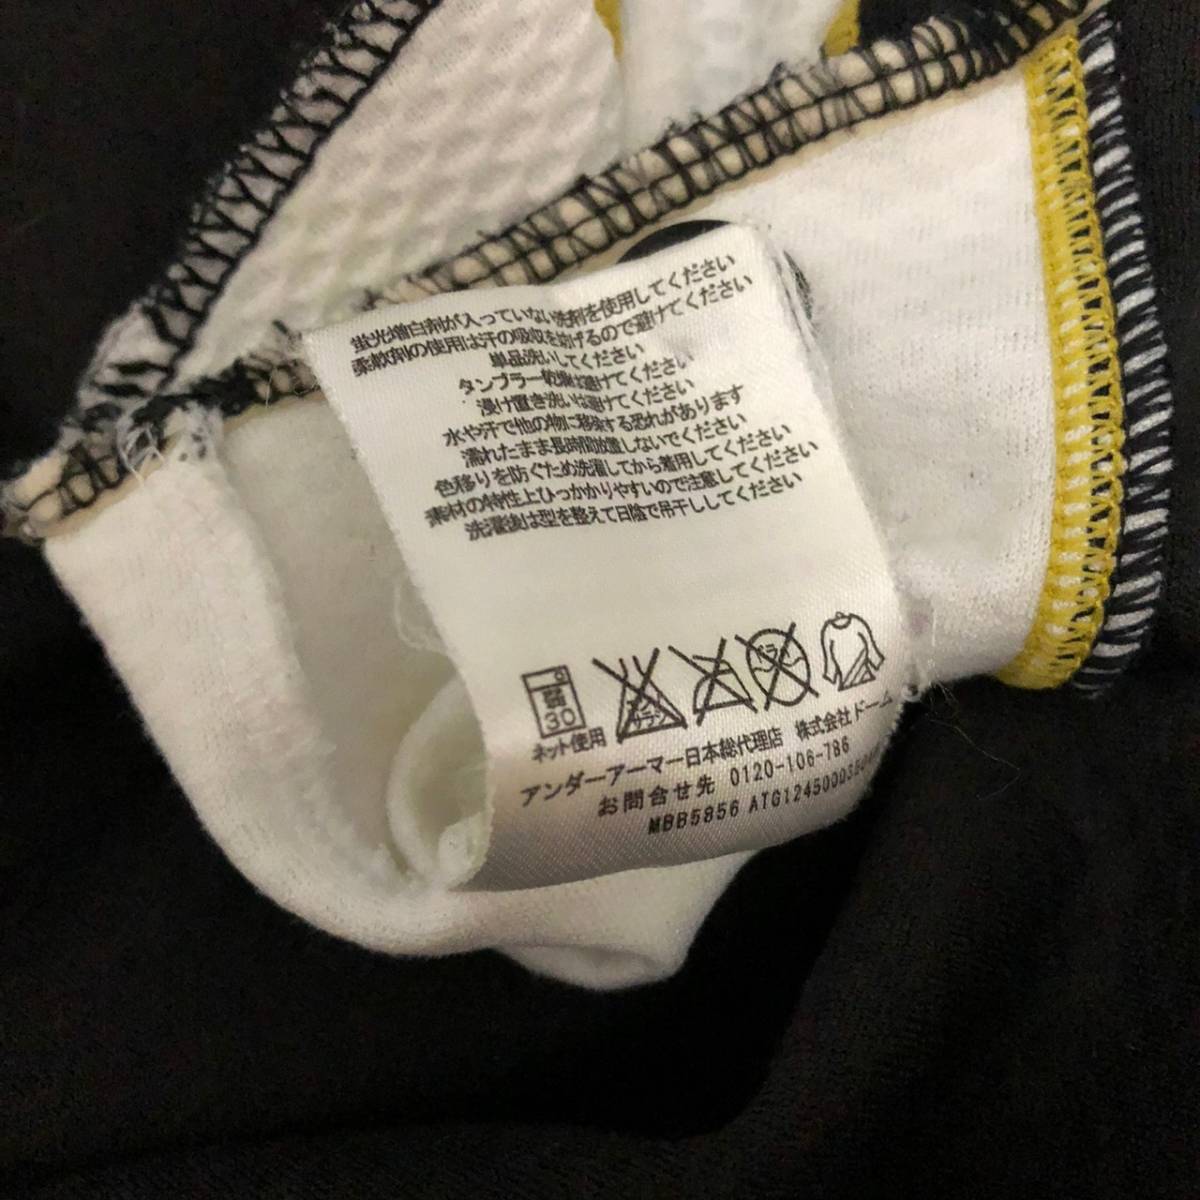 蛍光増白剤が入っていない洗剤を使用してください
柔軟剤の使用は汗の吸収を妨げるので避けてください
単品洗いしてください
タンブラー乾燥は避けてください
浸け置き洗いは避けてください
水や汗で他の物に移染する恐れがあります
濡れたまま長時間放置しないでください
色移りを防ぐため洗濯してから着用してください
素材の特性上ひっかかりやすいので注意してください
洗濯後は型を整えて日陰で吊干ししてください
弱
30
ネット使用
アンダーアーマー日本総代理店 株式会社ドーム
お問合せ先 0120-106-786
MBB5856